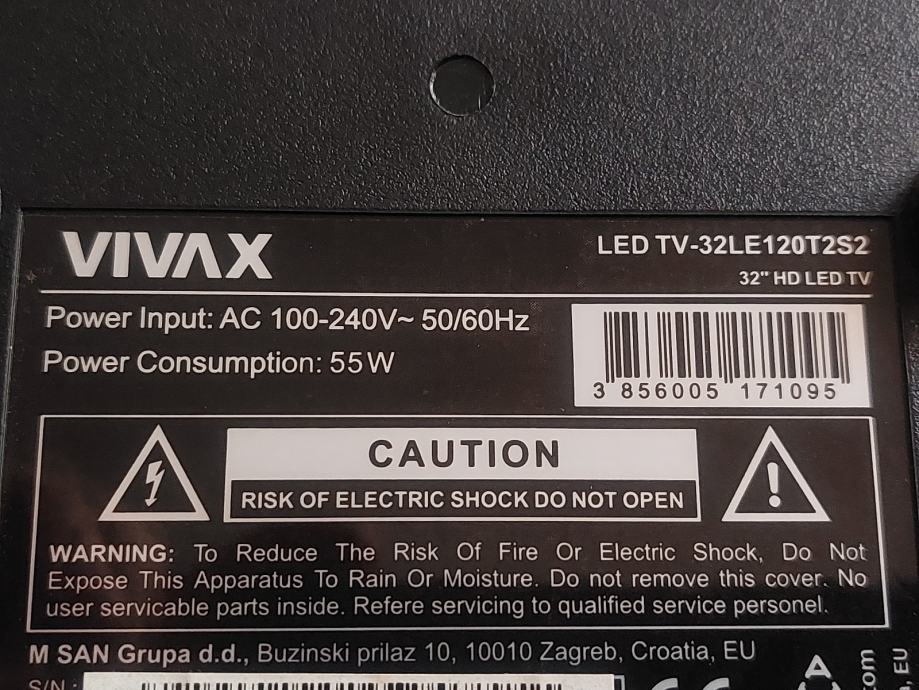 VIVAX
LED TV-32LE120T2S2
32" HD LED TV
Power Input: AC 100-240V~ 50/60Hz
Power Consumption: 55W
3 856005 171095
CAUTION
RISK OF ELECTRIC SHOCK DO NOT OPEN
WARNING: To Reduce The Risk Of Fire Or Electric Shock, Do Not
Expose This Apparatus To Rain Or Moisture. Do not remove this cover. No
user servicable parts inside. Refere servicing to qualified service personel.
M SAN Grupa d.d., Buzinski prilaz 10, 10010 Zagreb, Croatia, EU
S/N:
com
, EU